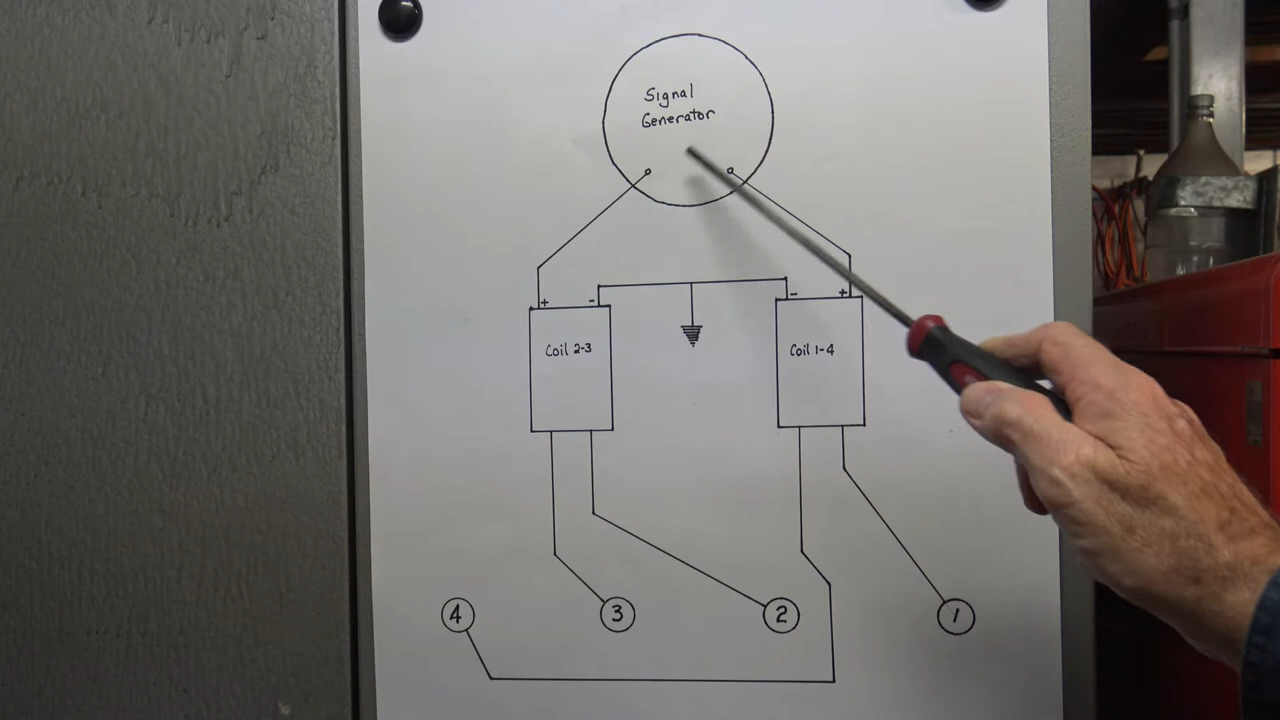 Signal
Generator
+ -
- +
Coil 2-3
Coil 1-4
4
3
2
1